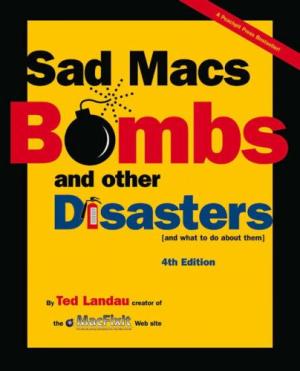 A Peachpit Press Bestseller!
Sad Macs
Bombs
and other
Disasters
[and what to do about them]
4th Edition
By Ted Landau creator of
the MacFixIt Web site